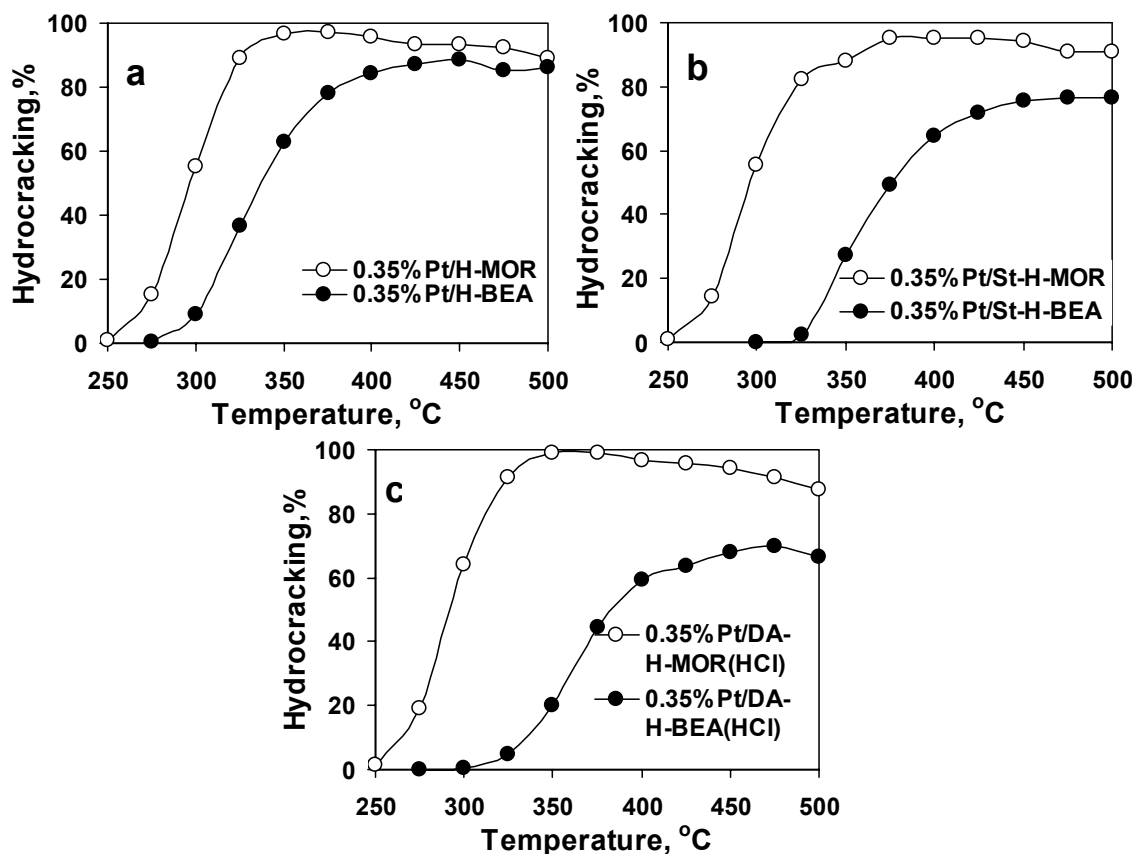 100
80
60
40
20
0
Hydrocracking,%
a
0.35%Pt/H-MOR
0.35%Pt/H-BEA
250 300 350 400 450 500
Temperature, °C
100
80
60
40
20
0
Hydrocracking,%
b
0.35%Pt/St-H-MOR
0.35%Pt/St-H-BEA
250 300 350 400 450 500
Temperature, °C
100
80
60
40
20
0
Hydrocracking,%
c
0.35%Pt/DA-
H-MOR(HCl)
0.35%Pt/DA-
H-BEA(HCl)
250 300 350 400 450 500
Temperature, °C